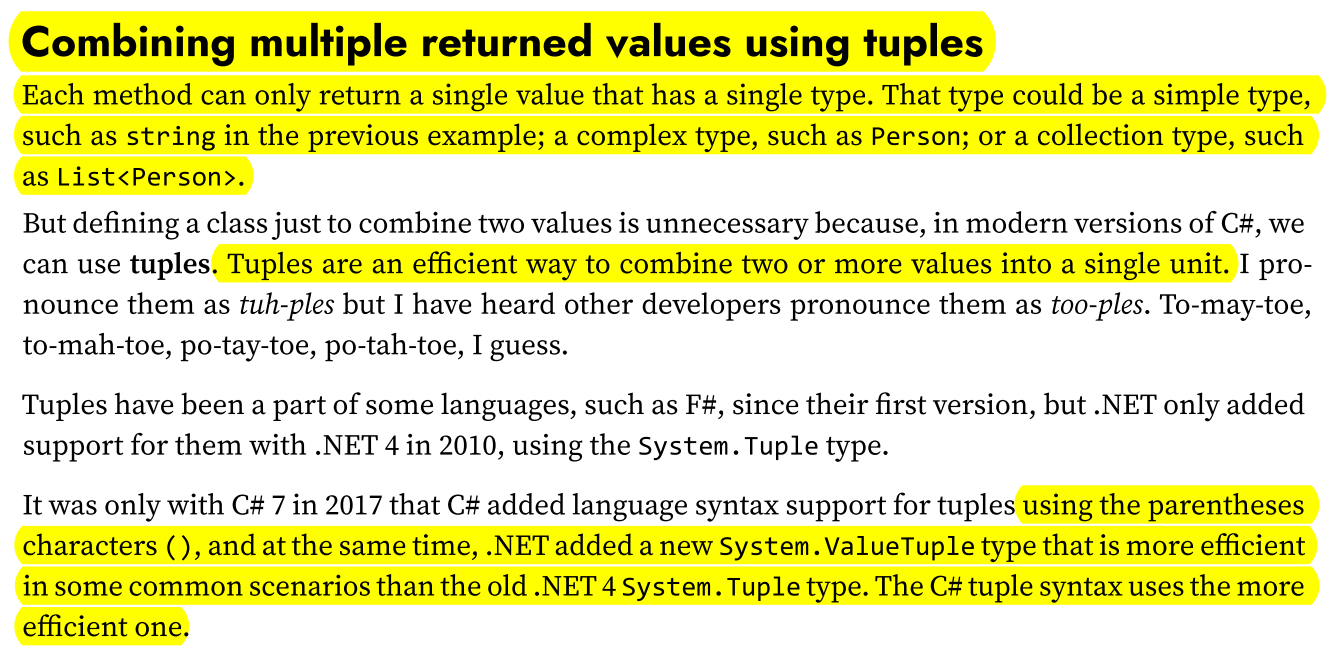 Combining multiple returned values using tuples
Each method can only return a single value that has a single type. That type could be a simple type,
such as string in the previous example; a complex type, such as Person; or a collection type, such
as List<Person>.
But defining a class just to combine two values is unnecessary because, in modern versions of C#, we
can use tuples. Tuples are an efficient way to combine two or more values into a single unit. I pro-
nounce them as tuh-ples but I have heard other developers pronounce them as too-ples. To-may-toe,
to-mah-toe, po-tay-toe, po-tah-toe, I guess.
Tuples have been a part of some languages, such as F#, since their first version, but .NET only added
support for them with .NET 4 in 2010, using the System.Tuple type.
It was only with C# 7 in 2017 that C# added language syntax support for tuples using the parentheses
characters (), and at the same time, .NET added a new System.ValueTuple type that is more efficient
in some common scenarios than the old .NET 4 System.Tuple type. The C# tuple syntax uses the more
efficient one.